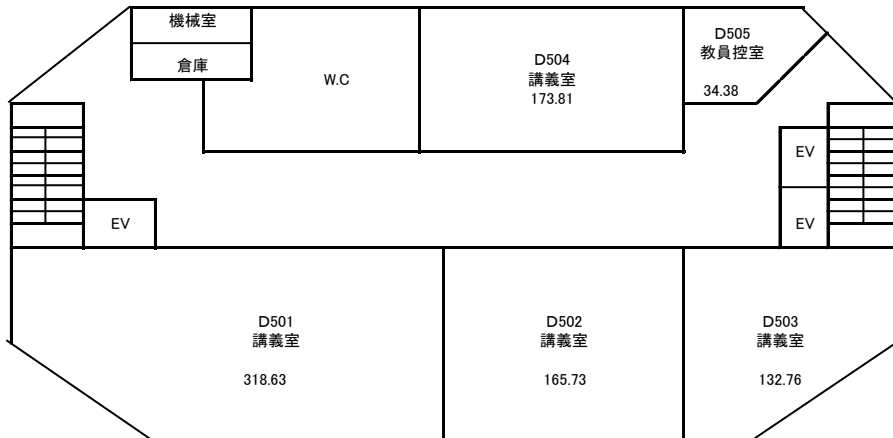 機械室
倉庫
W.C
D504
講義室
173.81
D505
教員控室
34.38
EV
EV
EV
D501
講義室
318.63
D502
講義室
165.73
D503
講義室
132.76